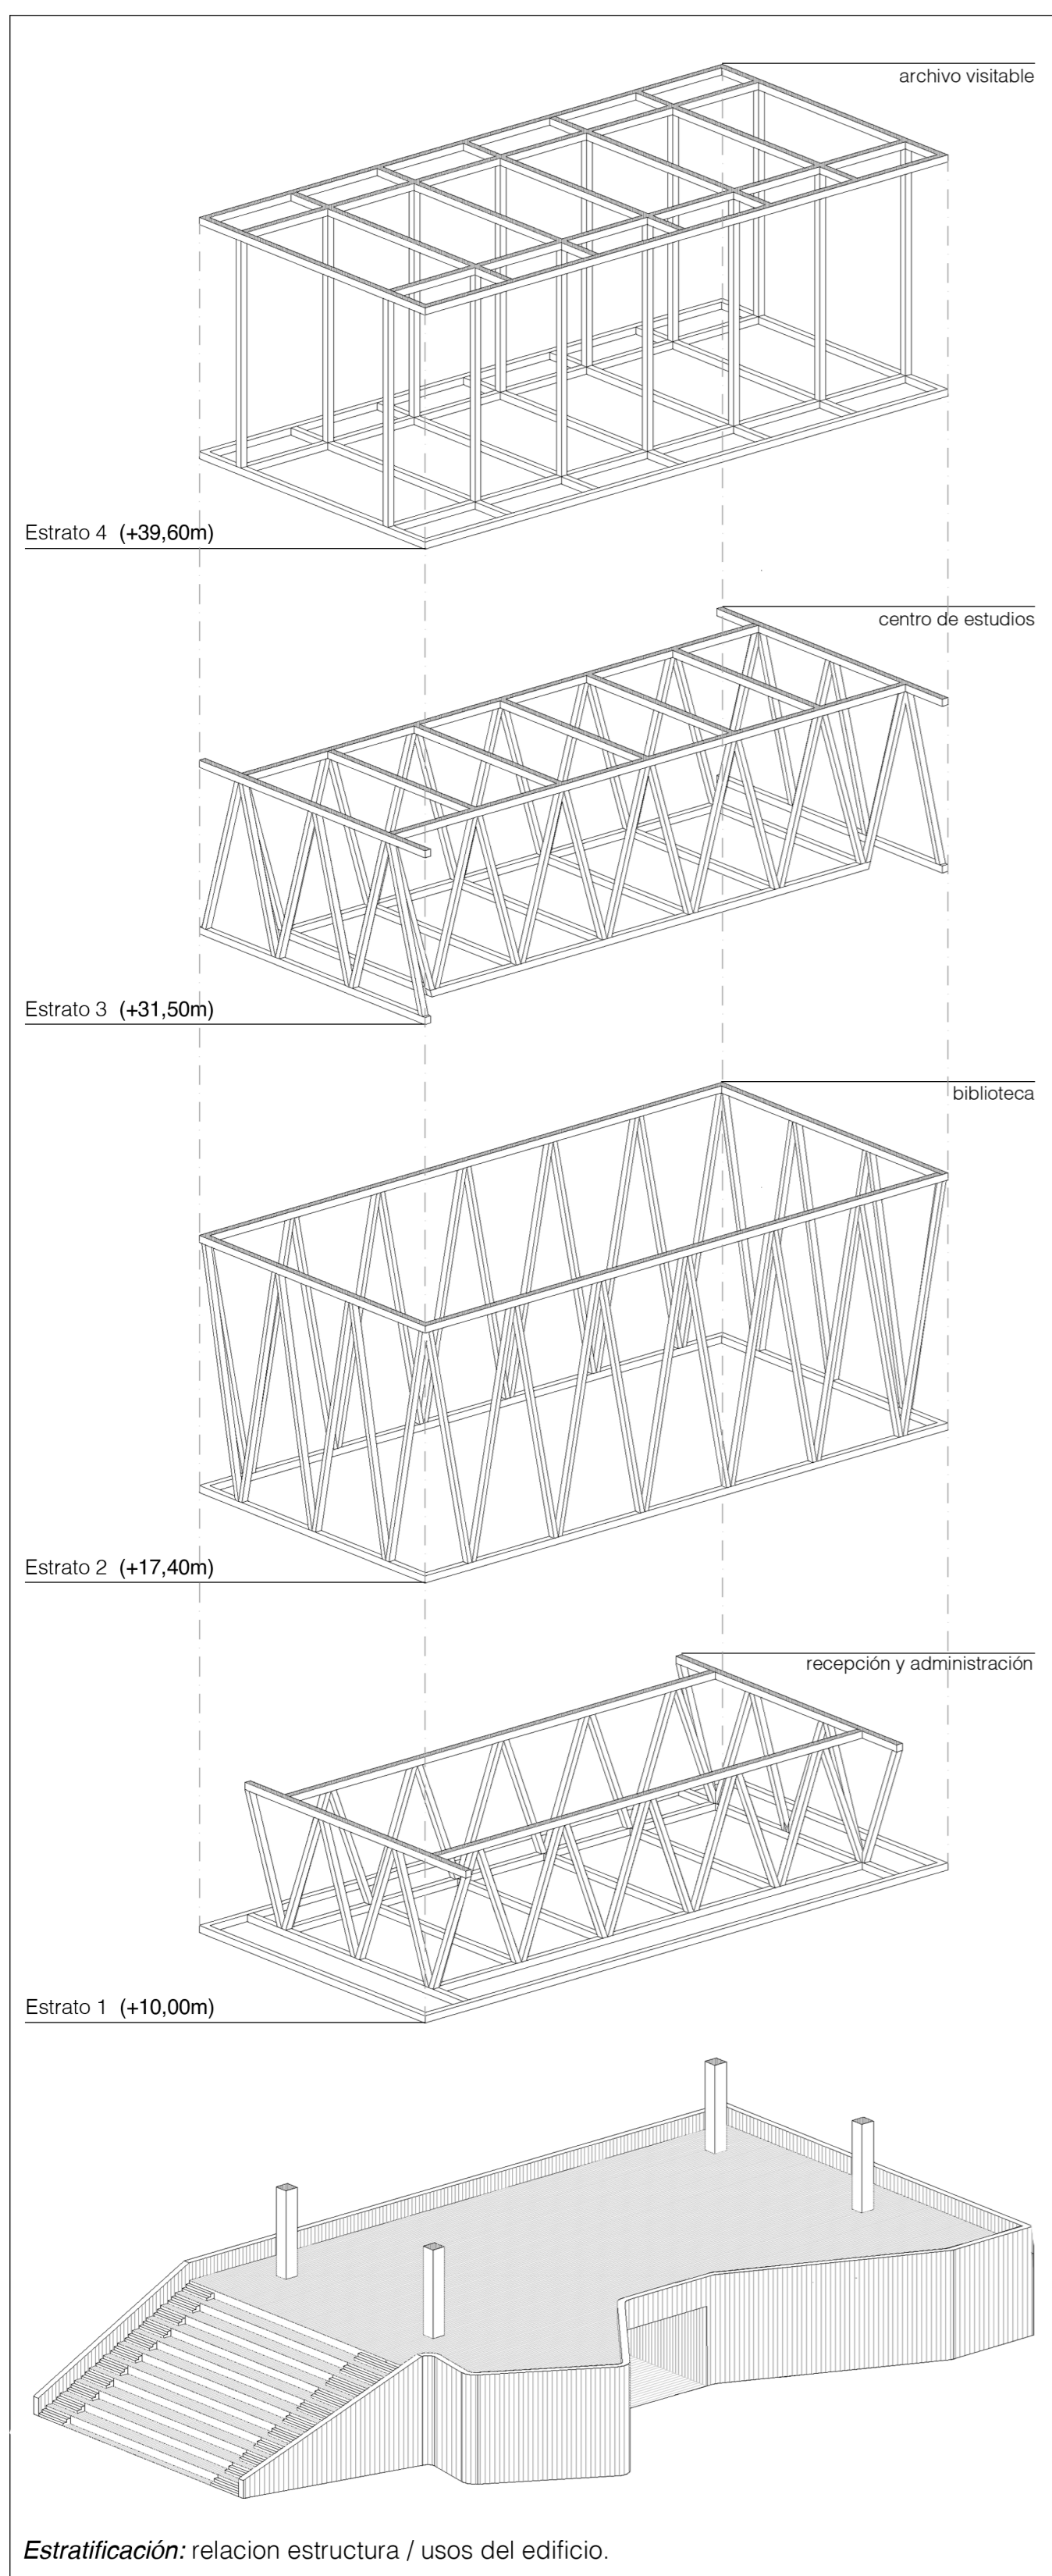 archivo visitable
Estrato 4 (+39,60m)
centro de estudios
Estrato 3 (+31,50m)
biblioteca
Estrato 2 (+17,40m)
recepción y administración
Estrato 1 (+10,00m)
Estratificación: relacion estructura / usos del edificio.